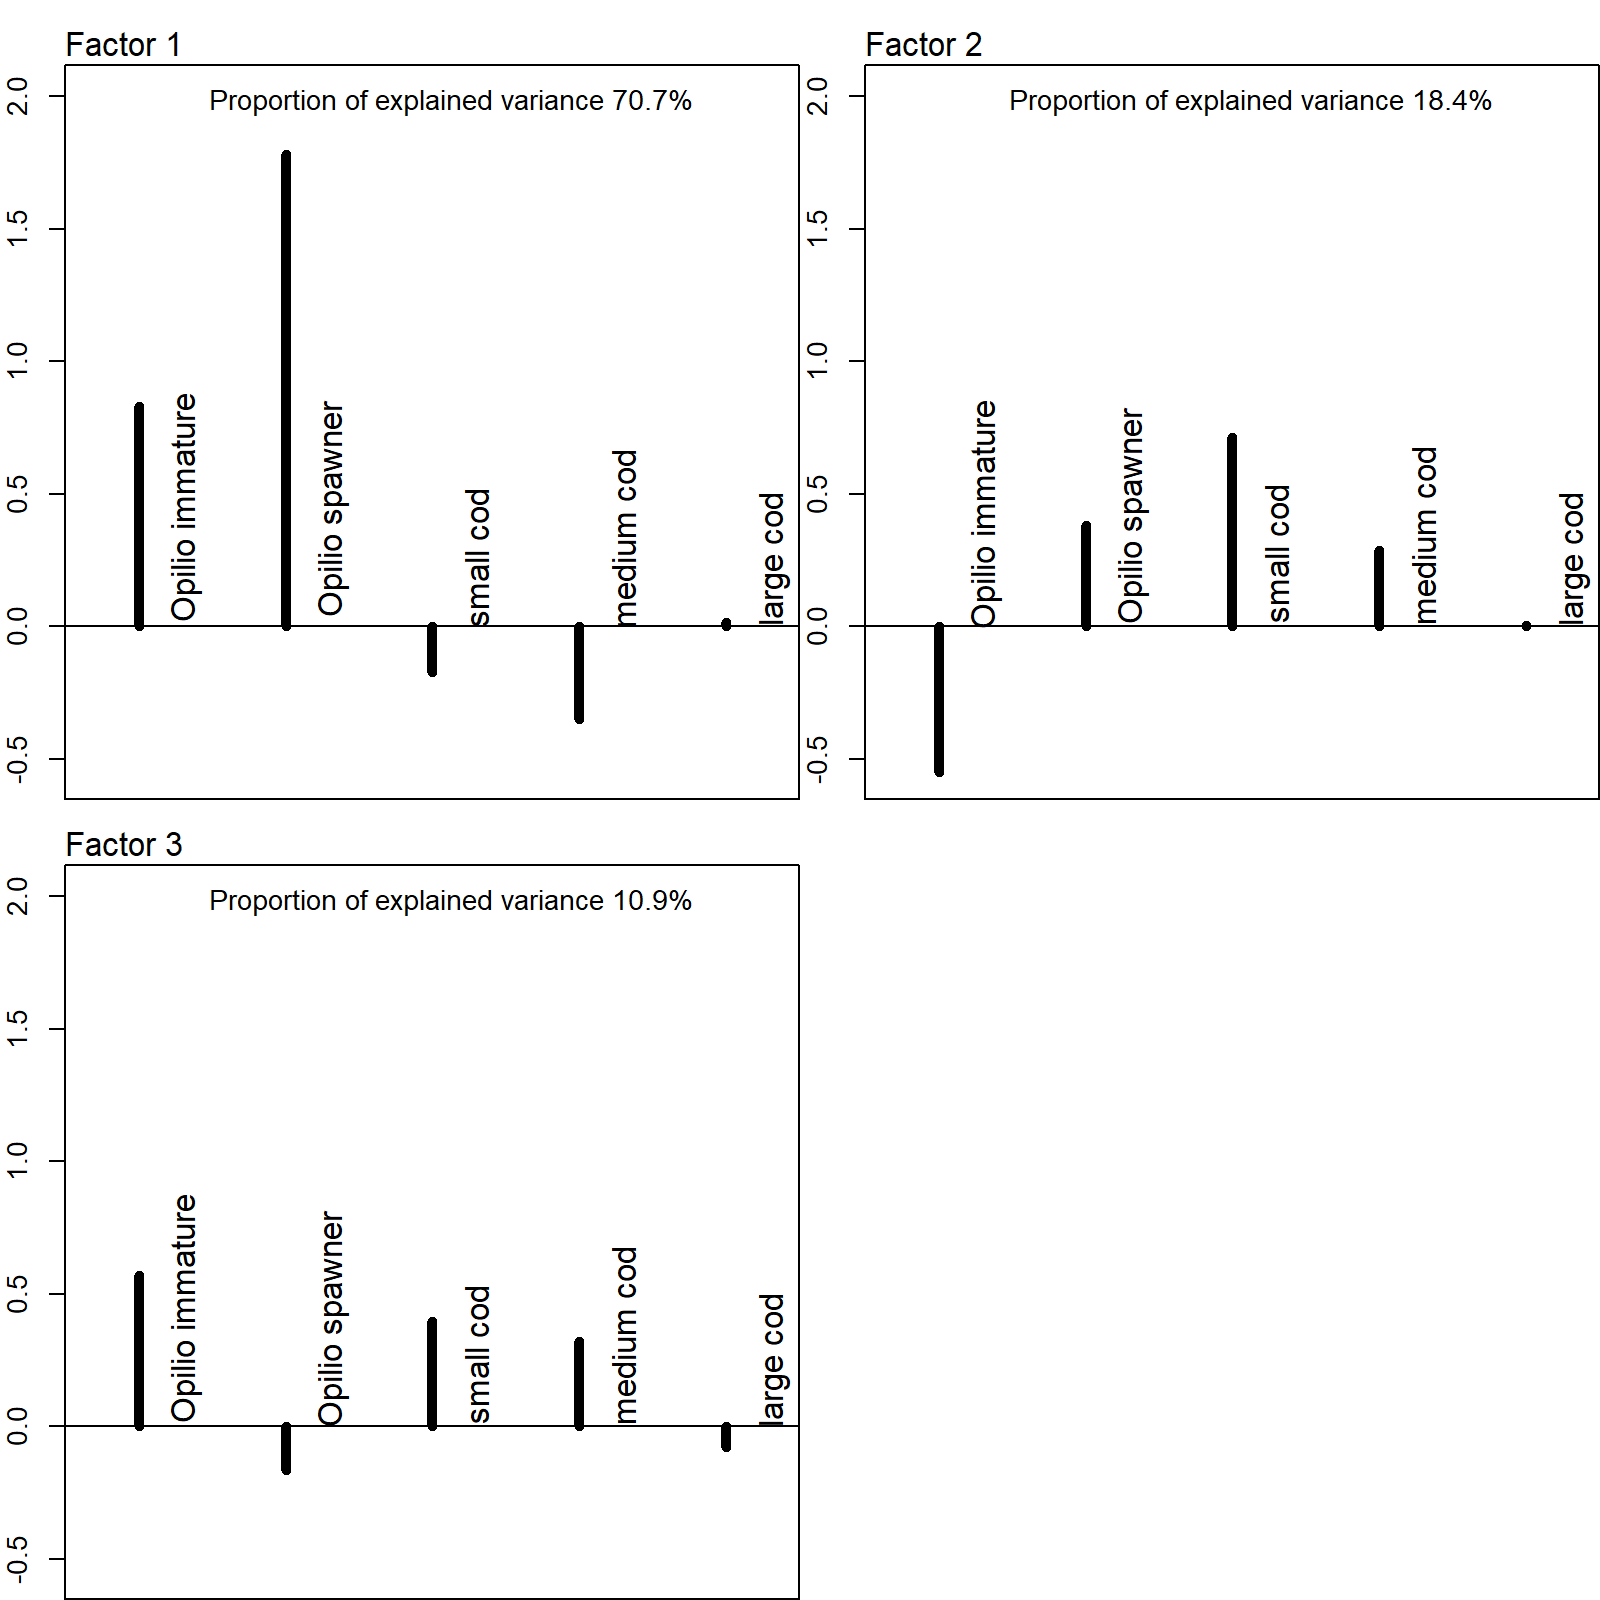 Factor 1
Proportion of explained variance 70.7%
2.0
1.5
1.0
0.5
0.0
-0.5
Opilio immature
Opilio spawner
small cod
medium cod
large cod
Factor 2
Proportion of explained variance 18.4%
2.0
1.5
1.0
0.5
0.0
-0.5
Opilio immature
Opilio spawner
small cod
medium cod
large cod
Factor 3
Proportion of explained variance 10.9%
2.0
1.5
1.0
0.5
0.0
-0.5
Opilio immature
Opilio spawner
small cod
medium cod
large cod